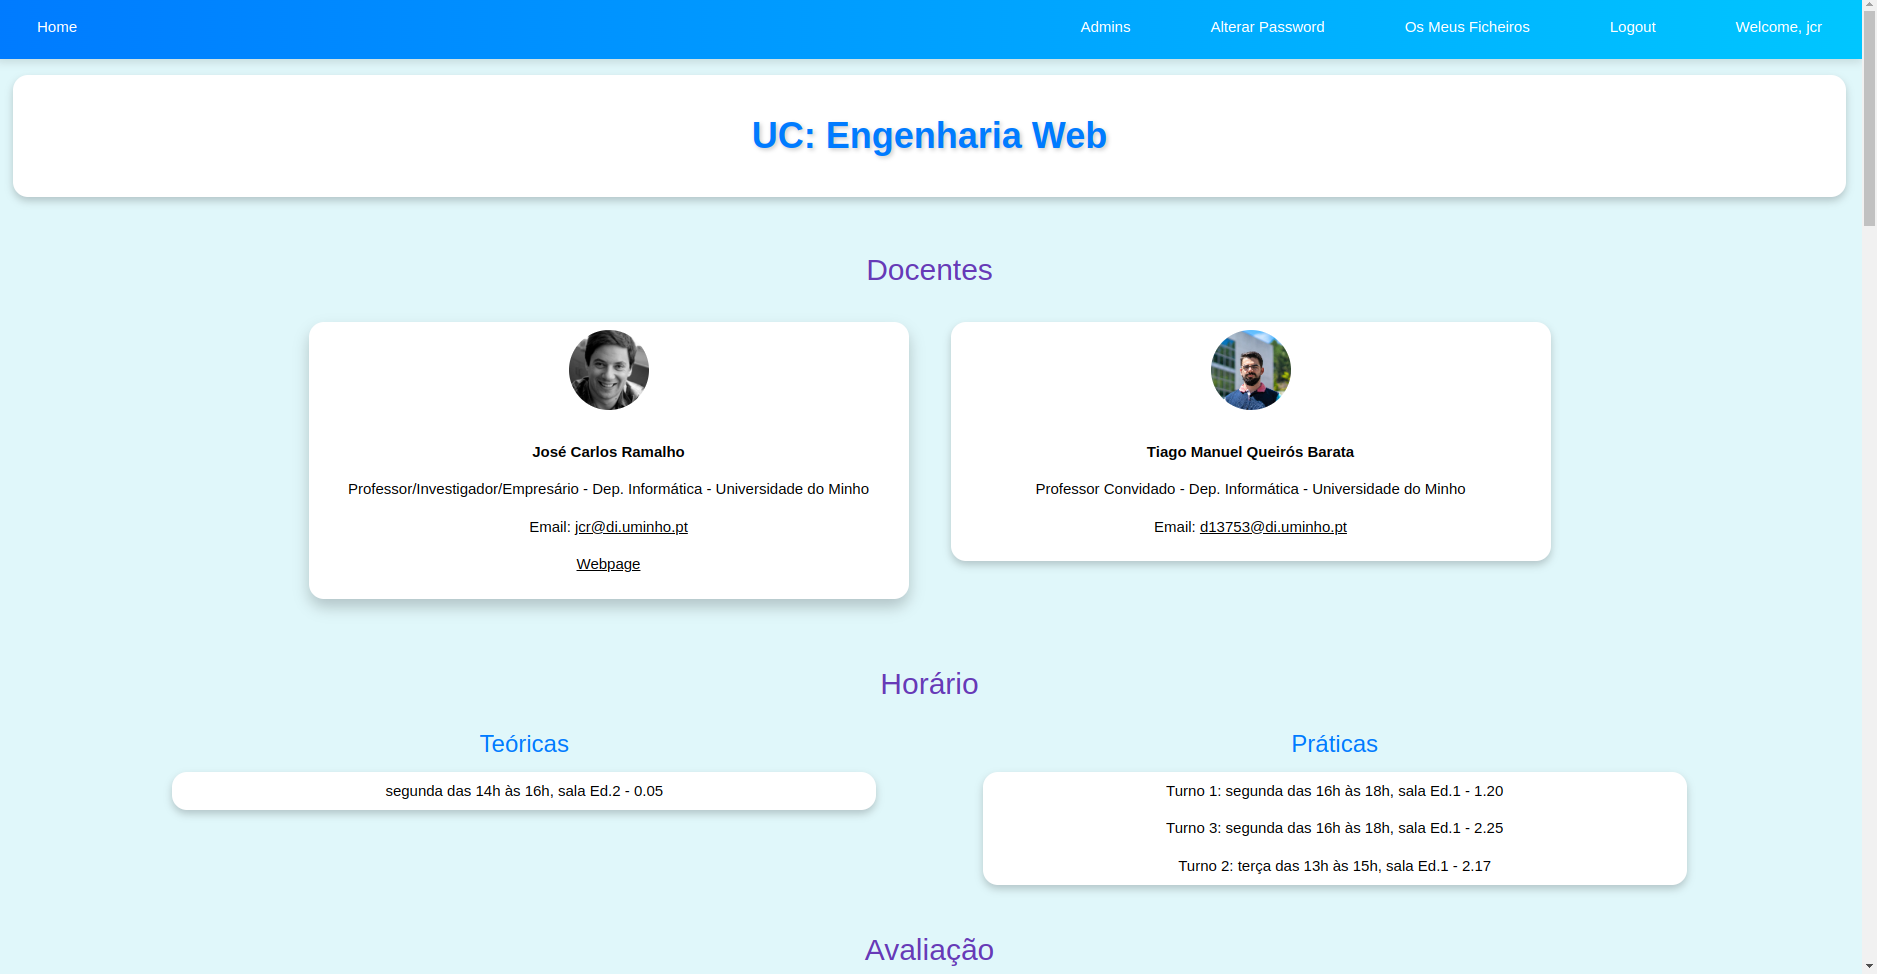 Home
Admins
Alterar Password
Os Meus Ficheiros
Logout
Welcome, jcr
UC: Engenharia Web
Docentes
José Carlos Ramalho
Professor/Investigador/Empresário - Dep. Informática - Universidade do Minho
Email: jcr@di.uminho.pt
Webpage
Tiago Manuel Queirós Barata
Professor Convidado - Dep. Informática - Universidade do Minho
Email: d13753@di.uminho.pt
Horário
Teóricas
segunda das 14h às 16h, sala Ed.2 - 0.05
Práticas
Turno 1: segunda das 16h às 18h, sala Ed.1 - 1.20
Turno 3: segunda das 16h às 18h, sala Ed.1 - 2.25
Turno 2: terça das 13h às 15h, sala Ed.1 - 2.17
Avaliação